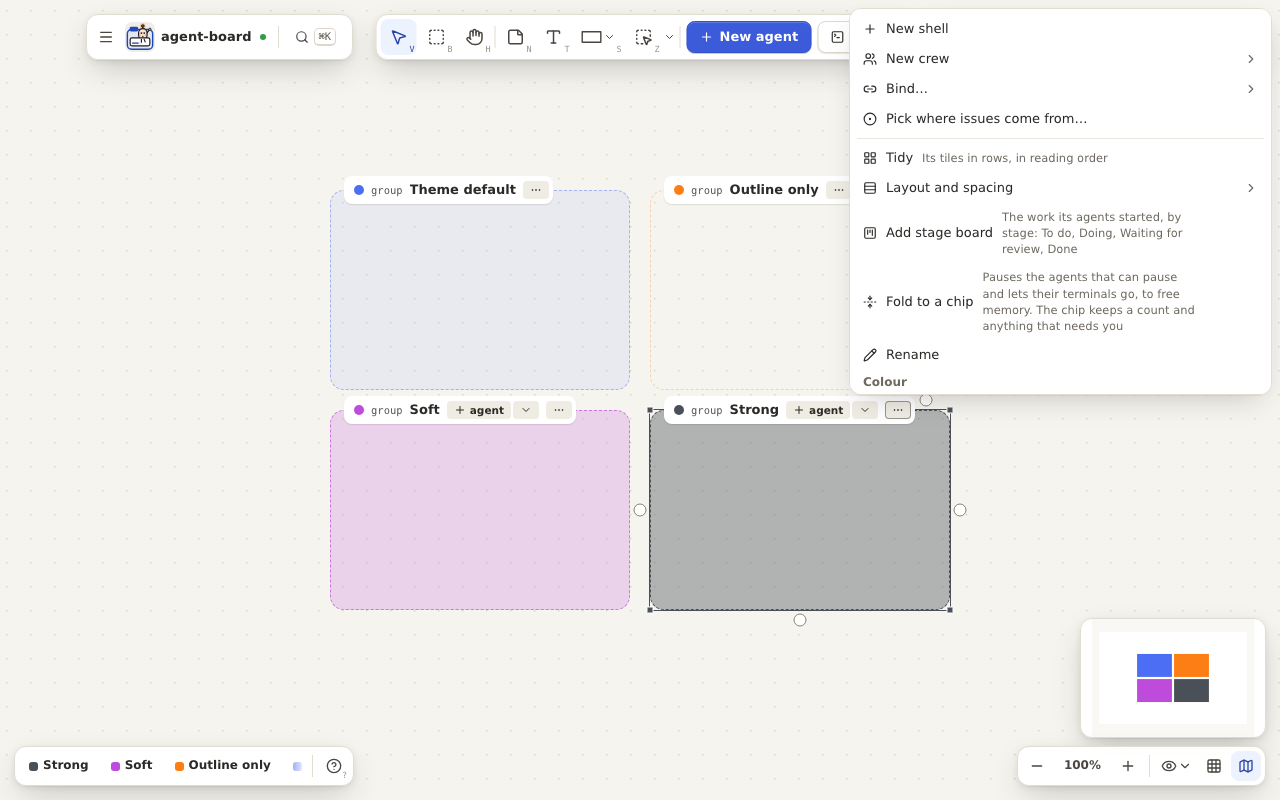 agent-board
⌘K
V
B
H
N
T
S
Z
New agent
New shell
New crew
Bind...
Pick where issues come from...
Tidy Its tiles in rows, in reading order
Layout and spacing
Add stage board The work its agents started, by
stage: To do, Doing, Waiting for
review, Done
Fold to a chip Pauses the agents that can pause
and lets their terminals go, to free
memory. The chip keeps a count and
anything that needs you
Rename
Colour
group Theme default ...
group Outline only ...
group Soft + agent ...
group Strong + agent ...
Strong
Soft
Outline only
?
100%